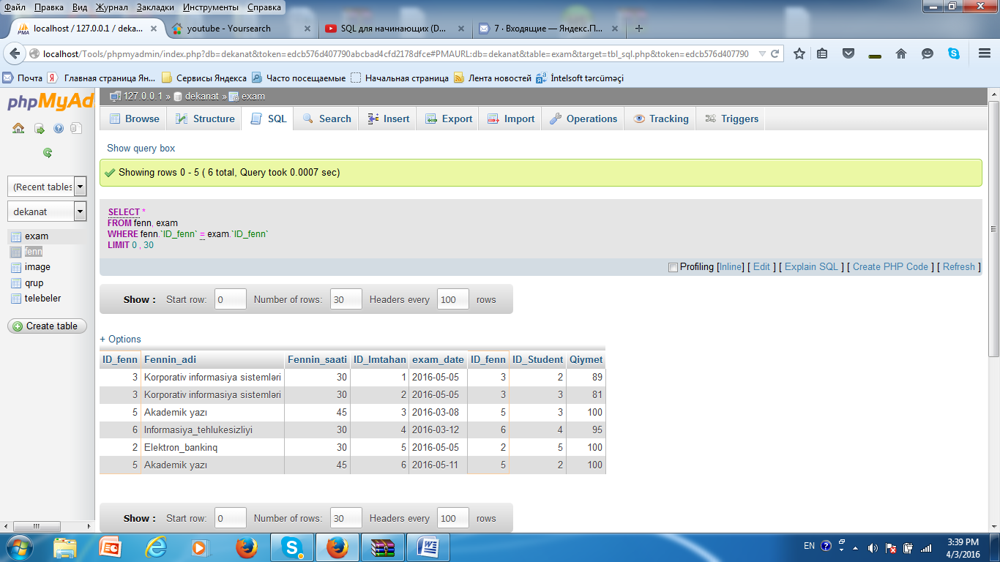 Файл Правка Вид Журнал Закладки Инструменты Справка
localhost / 127.0.0.1 / deka... youtube - Yoursearch SQL для начинающих (D... 7 · Входящие — Яндекс.П...
localhost/Tools/phpmyadmin/index.php?db=dekanat&token=edcb576d407790abcbad4cfd2178dfce#PMAURL:db=dekanat&table=exam&target=tbl_sql.php&token=edcb576d407790
Почта Главная страница Ян... Сервисы Яндекса Часто посещаемые Начальная страница Лента новостей İntelsoft tərcüməçi
phpMyAd
127.0.0.1 » dekanat » exam
Browse Structure SQL Search Insert Export Import Operations Tracking Triggers
(Recent tables
dekanat
exam
fenn
image
qrup
telebeler
Create table
Show query box
Showing rows 0 - 5 ( 6 total, Query took 0.0007 sec)
SELECT *
FROM fenn, exam
WHERE fenn.`ID_fenn` = exam.`ID_fenn`
LIMIT 0 , 30
Profiling [Inline] [ Edit ] [ Explain SQL ] [ Create PHP Code ] [ Refresh ]
Show : Start row: 0 Number of rows: 30 Headers every 100 rows
+ Options
ID_fenn Fennin_adi Fennin_saati ID_Imtahan exam_date ID_fenn ID_Student Qiymet
3 Korporativ informasiya sistemləri 30 1 2016-05-05 3 2 89
3 Korporativ informasiya sistemləri 30 2 2016-05-05 3 3 81
5 Akademik yazı 45 3 2016-03-08 5 3 100
6 Informasiya_tehlukesizliyi 30 4 2016-03-12 6 4 95
2 Elektron_bankinq 30 5 2016-05-05 2 5 100
5 Akademik yazı 45 6 2016-05-11 5 2 100
Show : Start row: 0 Number of rows: 30 Headers every 100 rows
EN 3:39 PM
4/3/2016